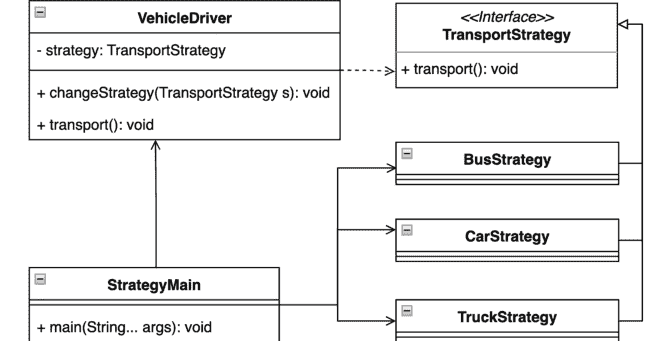 VehicleDriver
- strategy: TransportStrategy
+ changeStrategy(TransportStrategy s): void
+ transport(): void
<<Interface>>
TransportStrategy
+ transport(): void
BusStrategy
CarStrategy
TruckStrategy
StrategyMain
+ main(String... args): void